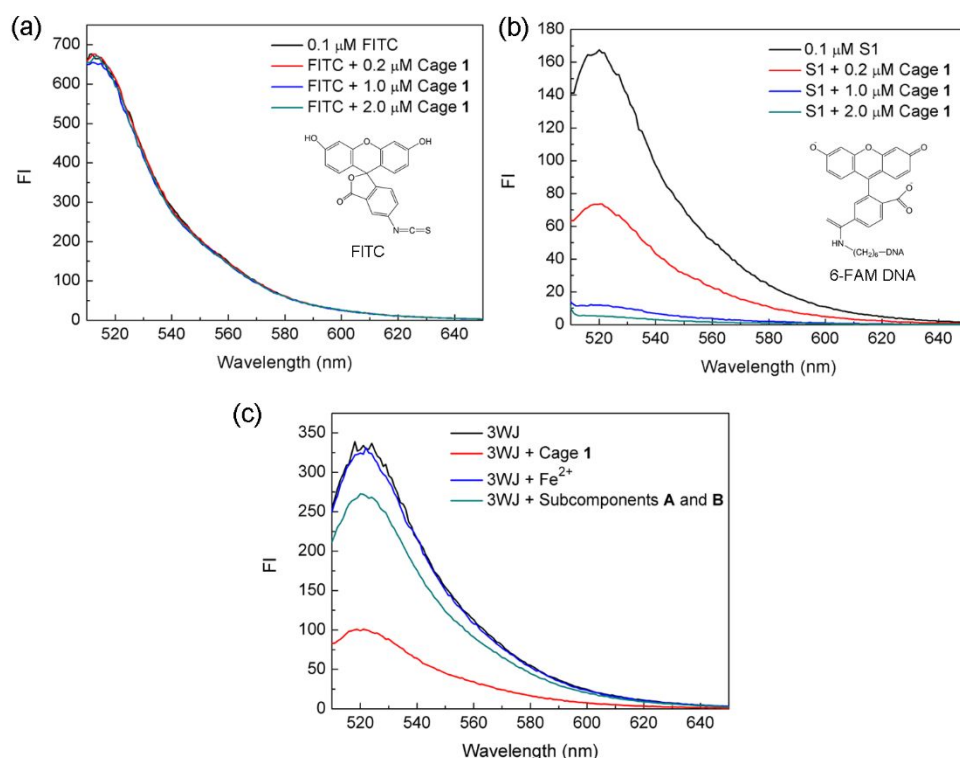 (a)
700
600
500
400
300
200
100
0
FI
0.1 μM FITC
FITC + 0.2 μM Cage 1
FITC + 1.0 μM Cage 1
FITC + 2.0 μM Cage 1
HO
O
OH
O
O
N=C=S
FITC
520 540 560 580 600 620 640
Wavelength (nm)
(b)
180
160
140
120
100
80
60
40
20
0
FI
0.1 μM S1
S1 + 0.2 μM Cage 1
S1 + 1.0 μM Cage 1
S1 + 2.0 μM Cage 1
O-
O
O
O-
O
HN
(CH2)6-DNA
6-FAM DNA
520 540 560 580 600 620 640
Wavelength (nm)
(c)
350
300
250
200
150
100
50
0
FI
3WJ
3WJ + Cage 1
3WJ + Fe2+
3WJ + Subcomponents A and B
520 540 560 580 600 620 640
Wavelength (nm)